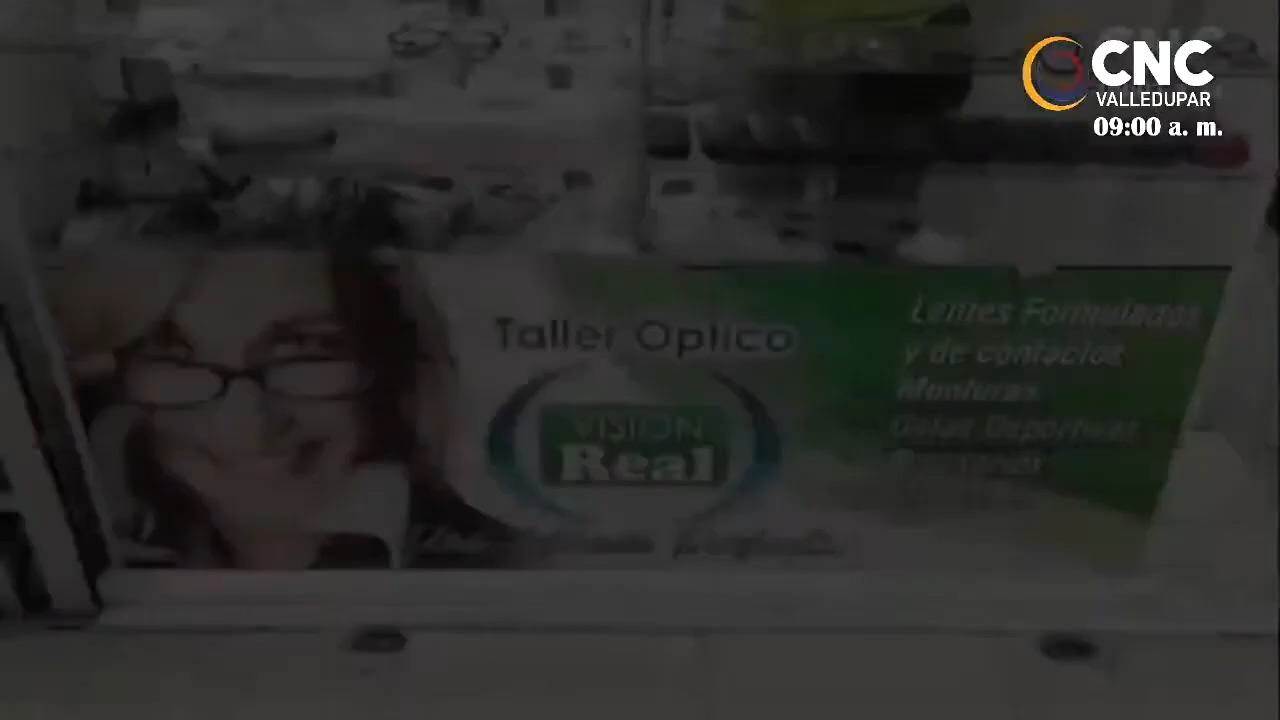 CNC
VALLEDUPAR
09:00 a. m.
Taller Optico
VISION
Real
Lentes Formulados
y de contactos
Monturas
Gafas Deportivas